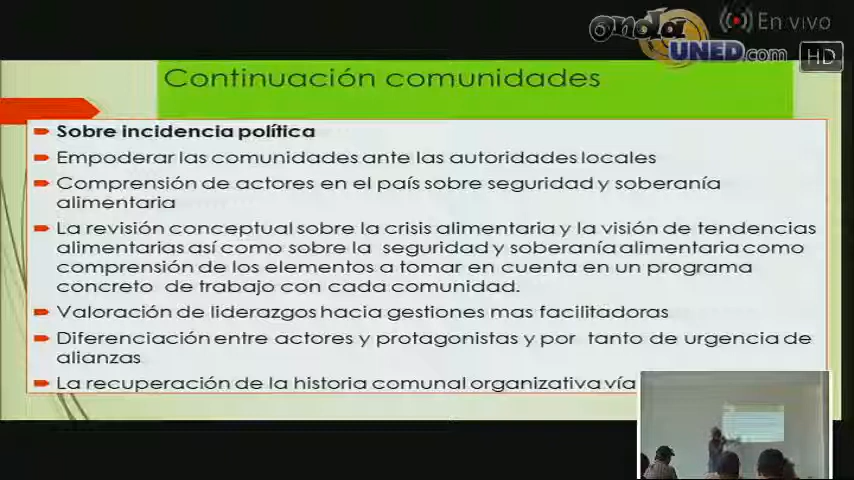 onda
UNED.com
En vivo
HD
Continuación comunidades
Sobre incidencia política
Empoderar las comunidades ante las autoridades locales
Comprensión de actores en el país sobre seguridad y soberanía
alimentaria
La revisión conceptual sobre la crisis alimentaria y la visión de tendencias
alimentarias así como sobre la seguridad y soberanía alimentaria como
comprensión de los elementos a tomar en cuenta en un programa
concreto de trabajo con cada comunidad.
Valoración de liderazgos hacia gestiones mas facilitadoras
Diferenciación entre actores y protagonistas y por tanto de urgencia de
alianzas
La recuperación de la historia comunal organizativa vía